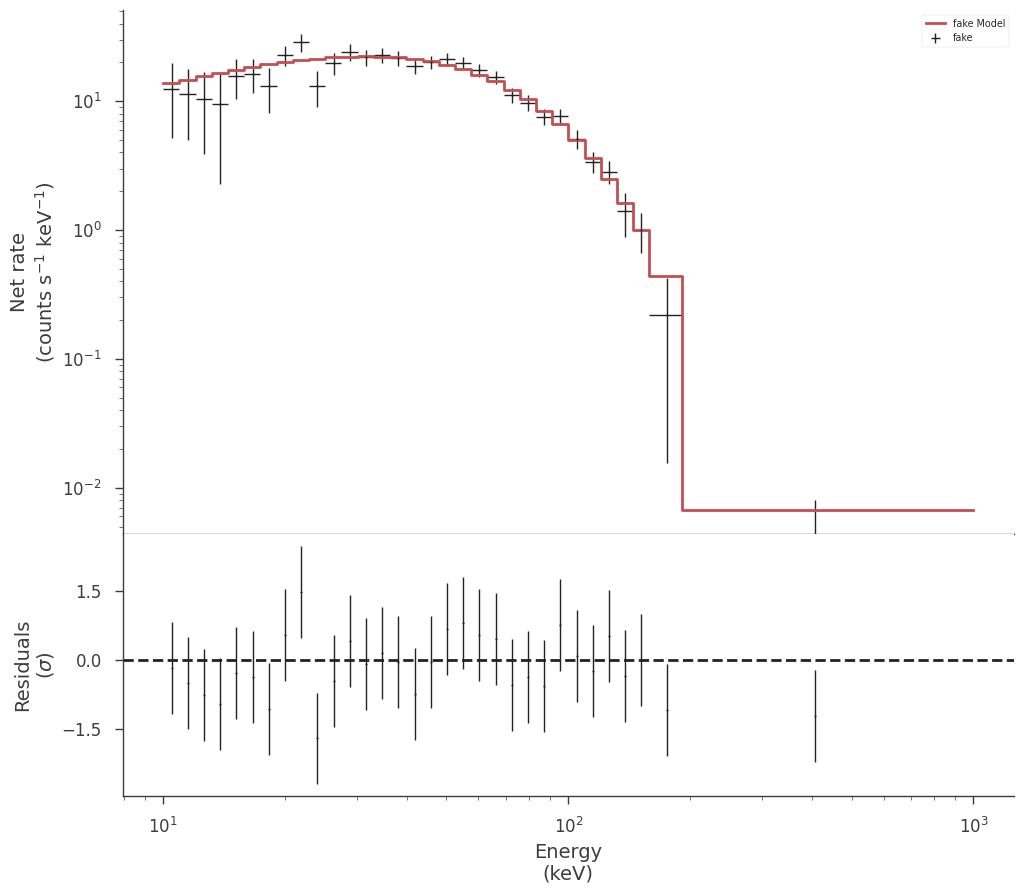 fake Model
fake
Net rate
(counts s⁻¹ keV⁻¹)
10¹
10⁰
10⁻¹
10⁻²
Residuals
(σ)
1.5
0.0
−1.5
10¹
10²
10³
Energy
(keV)